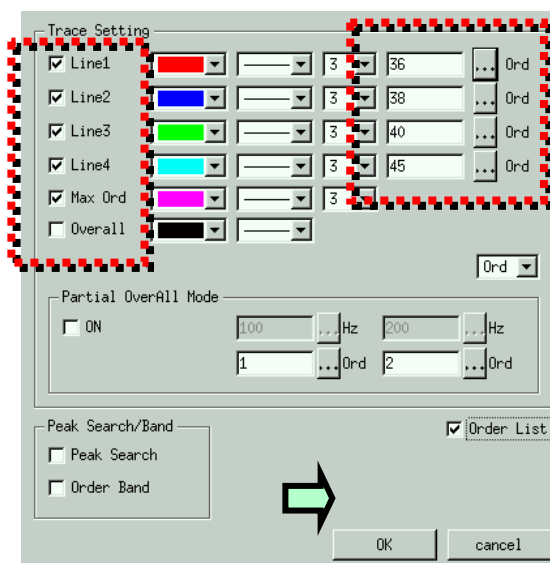 Trace Setting
Line1 3 36 ... Ord
Line2 3 38 ... Ord
Line3 3 40 ... Ord
Line4 3 45 ... Ord
Max Ord 3
Overall
Ord
Partial OverAll Mode
ON 100 ...Hz 200 ...Hz
1 ...Ord 2 ...Ord
Peak Search/Band
Order List
Peak Search
Order Band
OK cancel